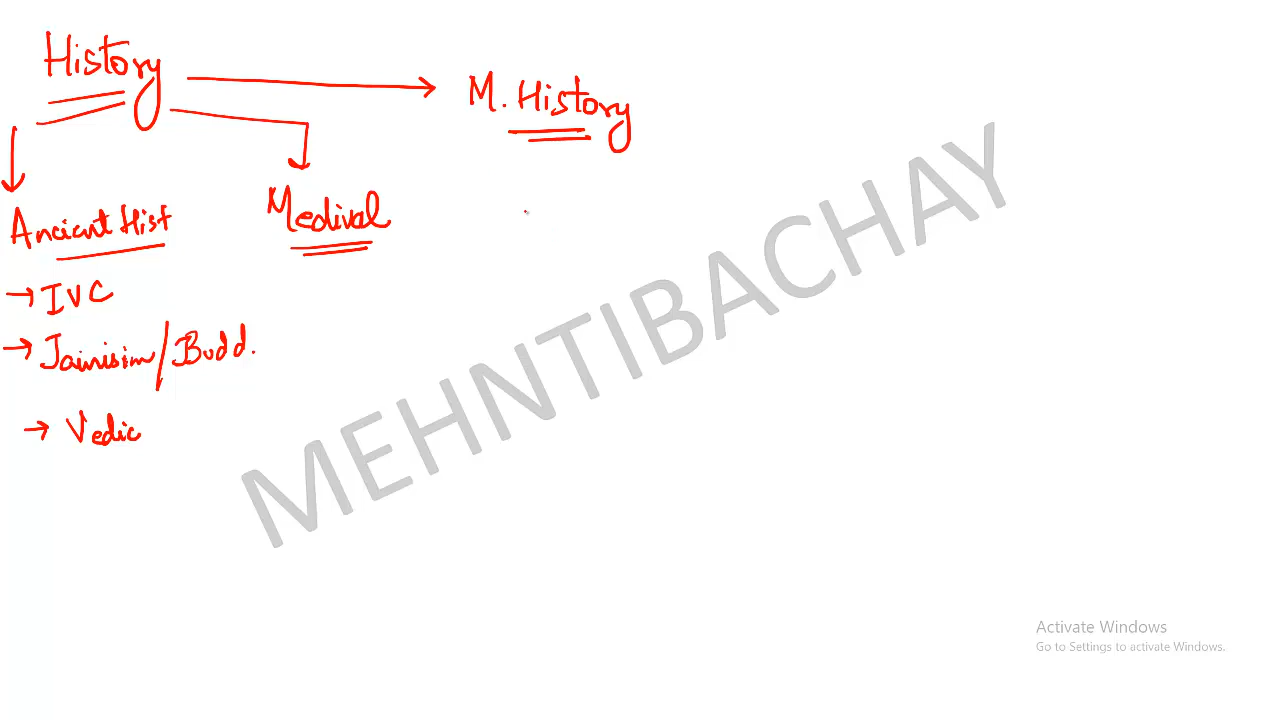 History
M. History
Ancient Hist
Medival
→ IVC
→ Jainisim / Budd.
→ Vedic
MEHNTIBACHAY
Activate Windows
Go to Settings to activate Windows.